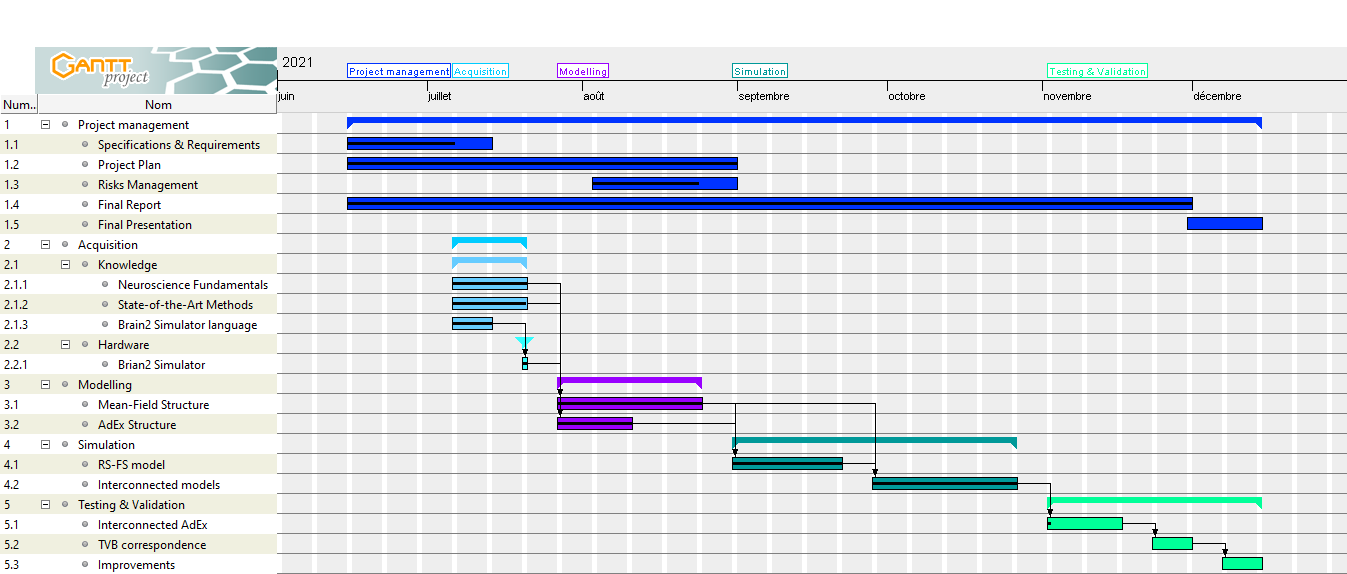 GANTT
project
2021
Project management Acquisition Modelling Simulation Testing & Validation
juin juillet août septembre octobre novembre décembre
Num.. Nom
1 Project management
1.1 Specifications & Requirements
1.2 Project Plan
1.3 Risks Management
1.4 Final Report
1.5 Final Presentation
2 Acquisition
2.1 Knowledge
2.1.1 Neuroscience Fundamentals
2.1.2 State-of-the-Art Methods
2.1.3 Brain2 Simulator language
2.2 Hardware
2.2.1 Brian2 Simulator
3 Modelling
3.1 Mean-Field Structure
3.2 AdEx Structure
4 Simulation
4.1 RS-FS model
4.2 Interconnected models
5 Testing & Validation
5.1 Interconnected AdEx
5.2 TVB correspondence
5.3 Improvements